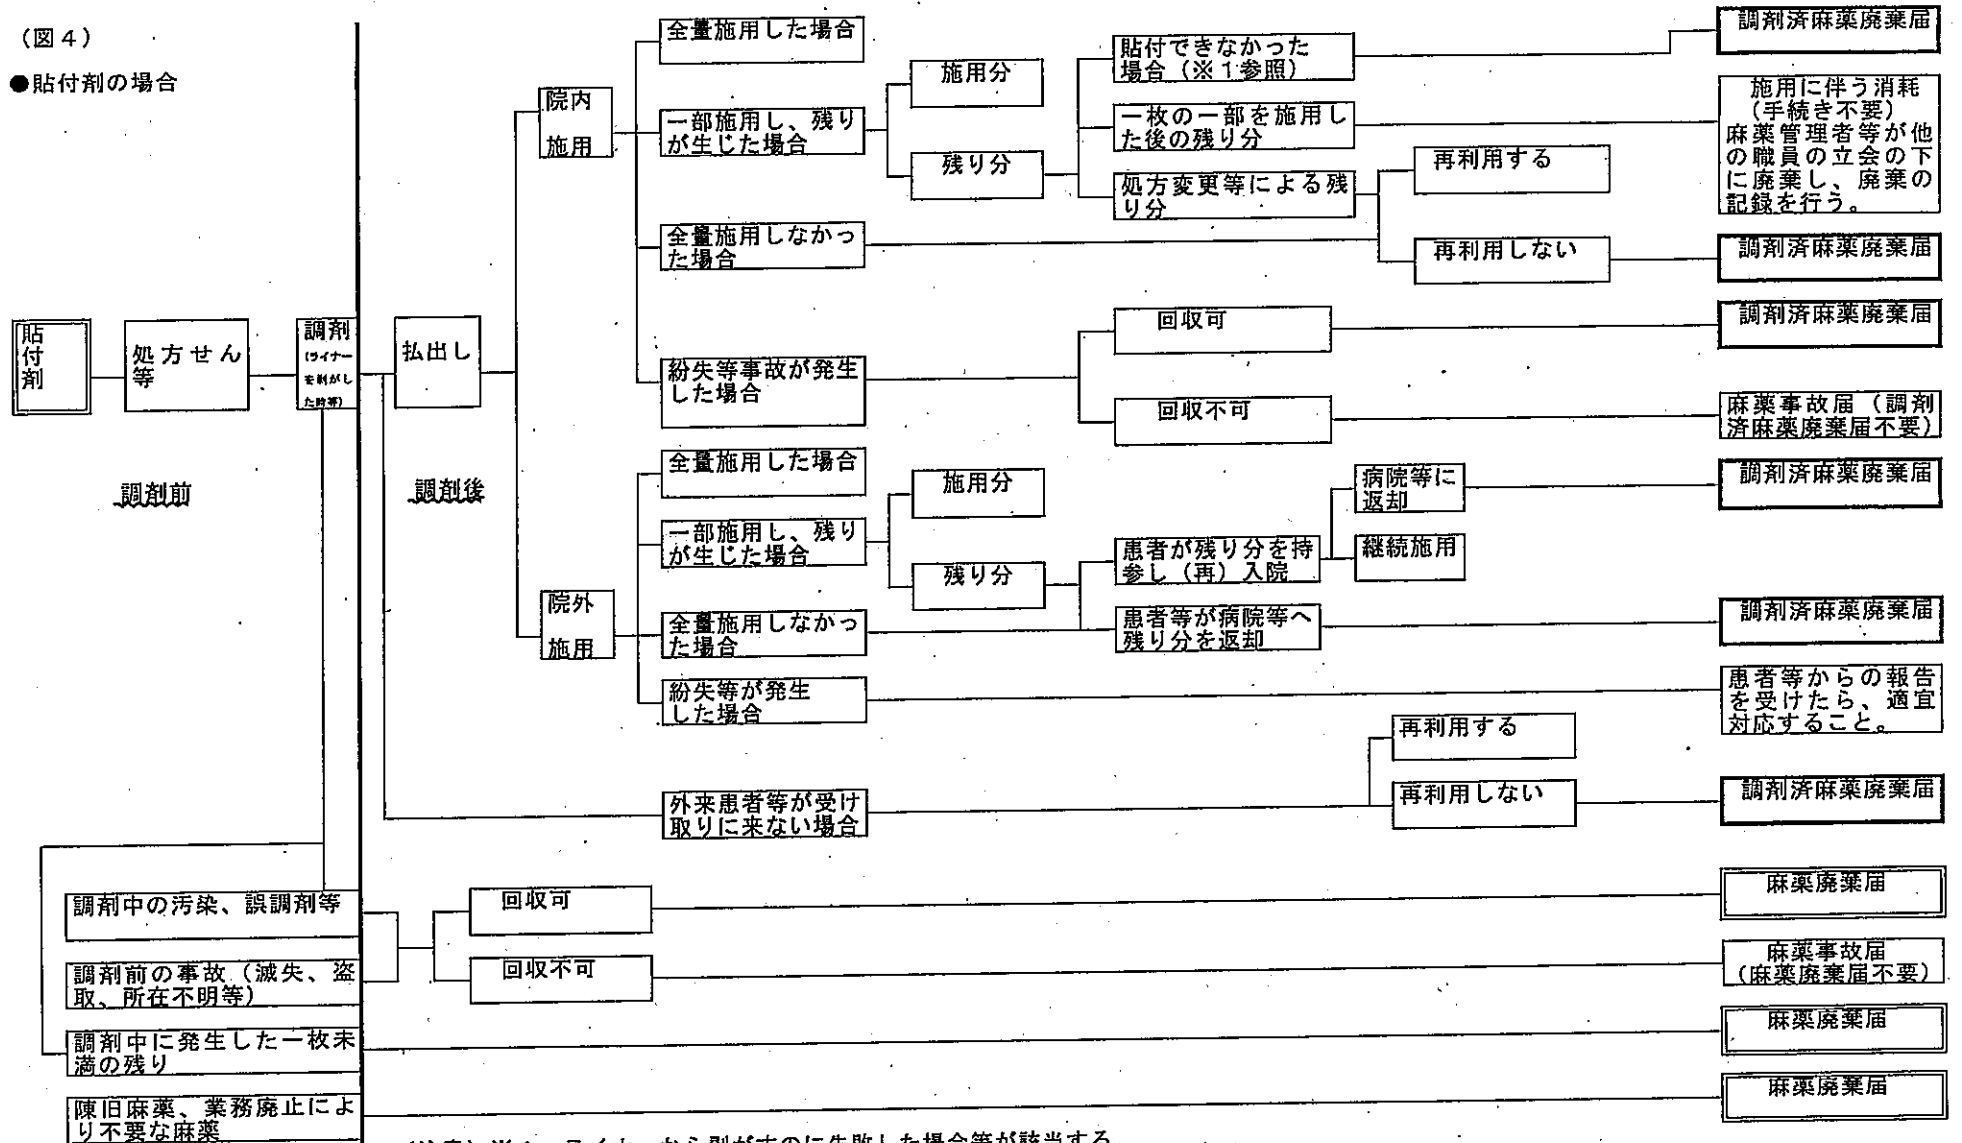 (図4)
●貼付剤の場合
貼
付
剤
処方せん
等
調剤
(ライナー
を剥がし
た時等)
払出し
調剤前
調剤後
院内
施用
全量施用した場合
一部施用し、残り
が生じた場合
施用分
残り分
貼付できなかった
場合(※1参照)
一枚の一部を施用し
た後の残り分
処方変更等による残
り分
再利用する
再利用しない
全量施用しなかっ
た場合
紛失等事故が発生
した場合
回収可
回収不可
調剤済麻薬廃棄届
施用に伴う消耗
(手続き不要)
麻薬管理者等が他
の職員の立会の下
に廃棄し、廃棄の
記録を行う。
調剤済麻薬廃棄届
調剤済麻薬廃棄届
麻薬事故届(調剤
済麻薬廃棄届不要)
院外
施用
全量施用した場合
一部施用し、残り
が生じた場合
施用分
残り分
患者が残り分を持
参し(再)入院
病院等に
返却
継続施用
調剤済麻薬廃棄届
全量施用しなかっ
た場合
患者等が病院等へ
残り分を返却
調剤済麻薬廃棄届
紛失等が発生
した場合
患者等からの報告
を受けたら、適宜
対応すること。
外来患者等が受け
取りに来ない場合
再利用する
再利用しない
調剤済麻薬廃棄届
調剤中の汚染、誤調剤等
調剤前の事故(滅失、盗
取、所在不明等)
回収可
回収不可
麻薬廃棄届
麻薬事故届
(麻薬廃棄届不要)
調剤中に発生した一枚未
満の残り
麻薬廃棄届
陳旧麻薬、業務廃止によ
り不要な麻薬
麻薬廃棄届
ライナーから剥がすのに失敗した場合等が該当する